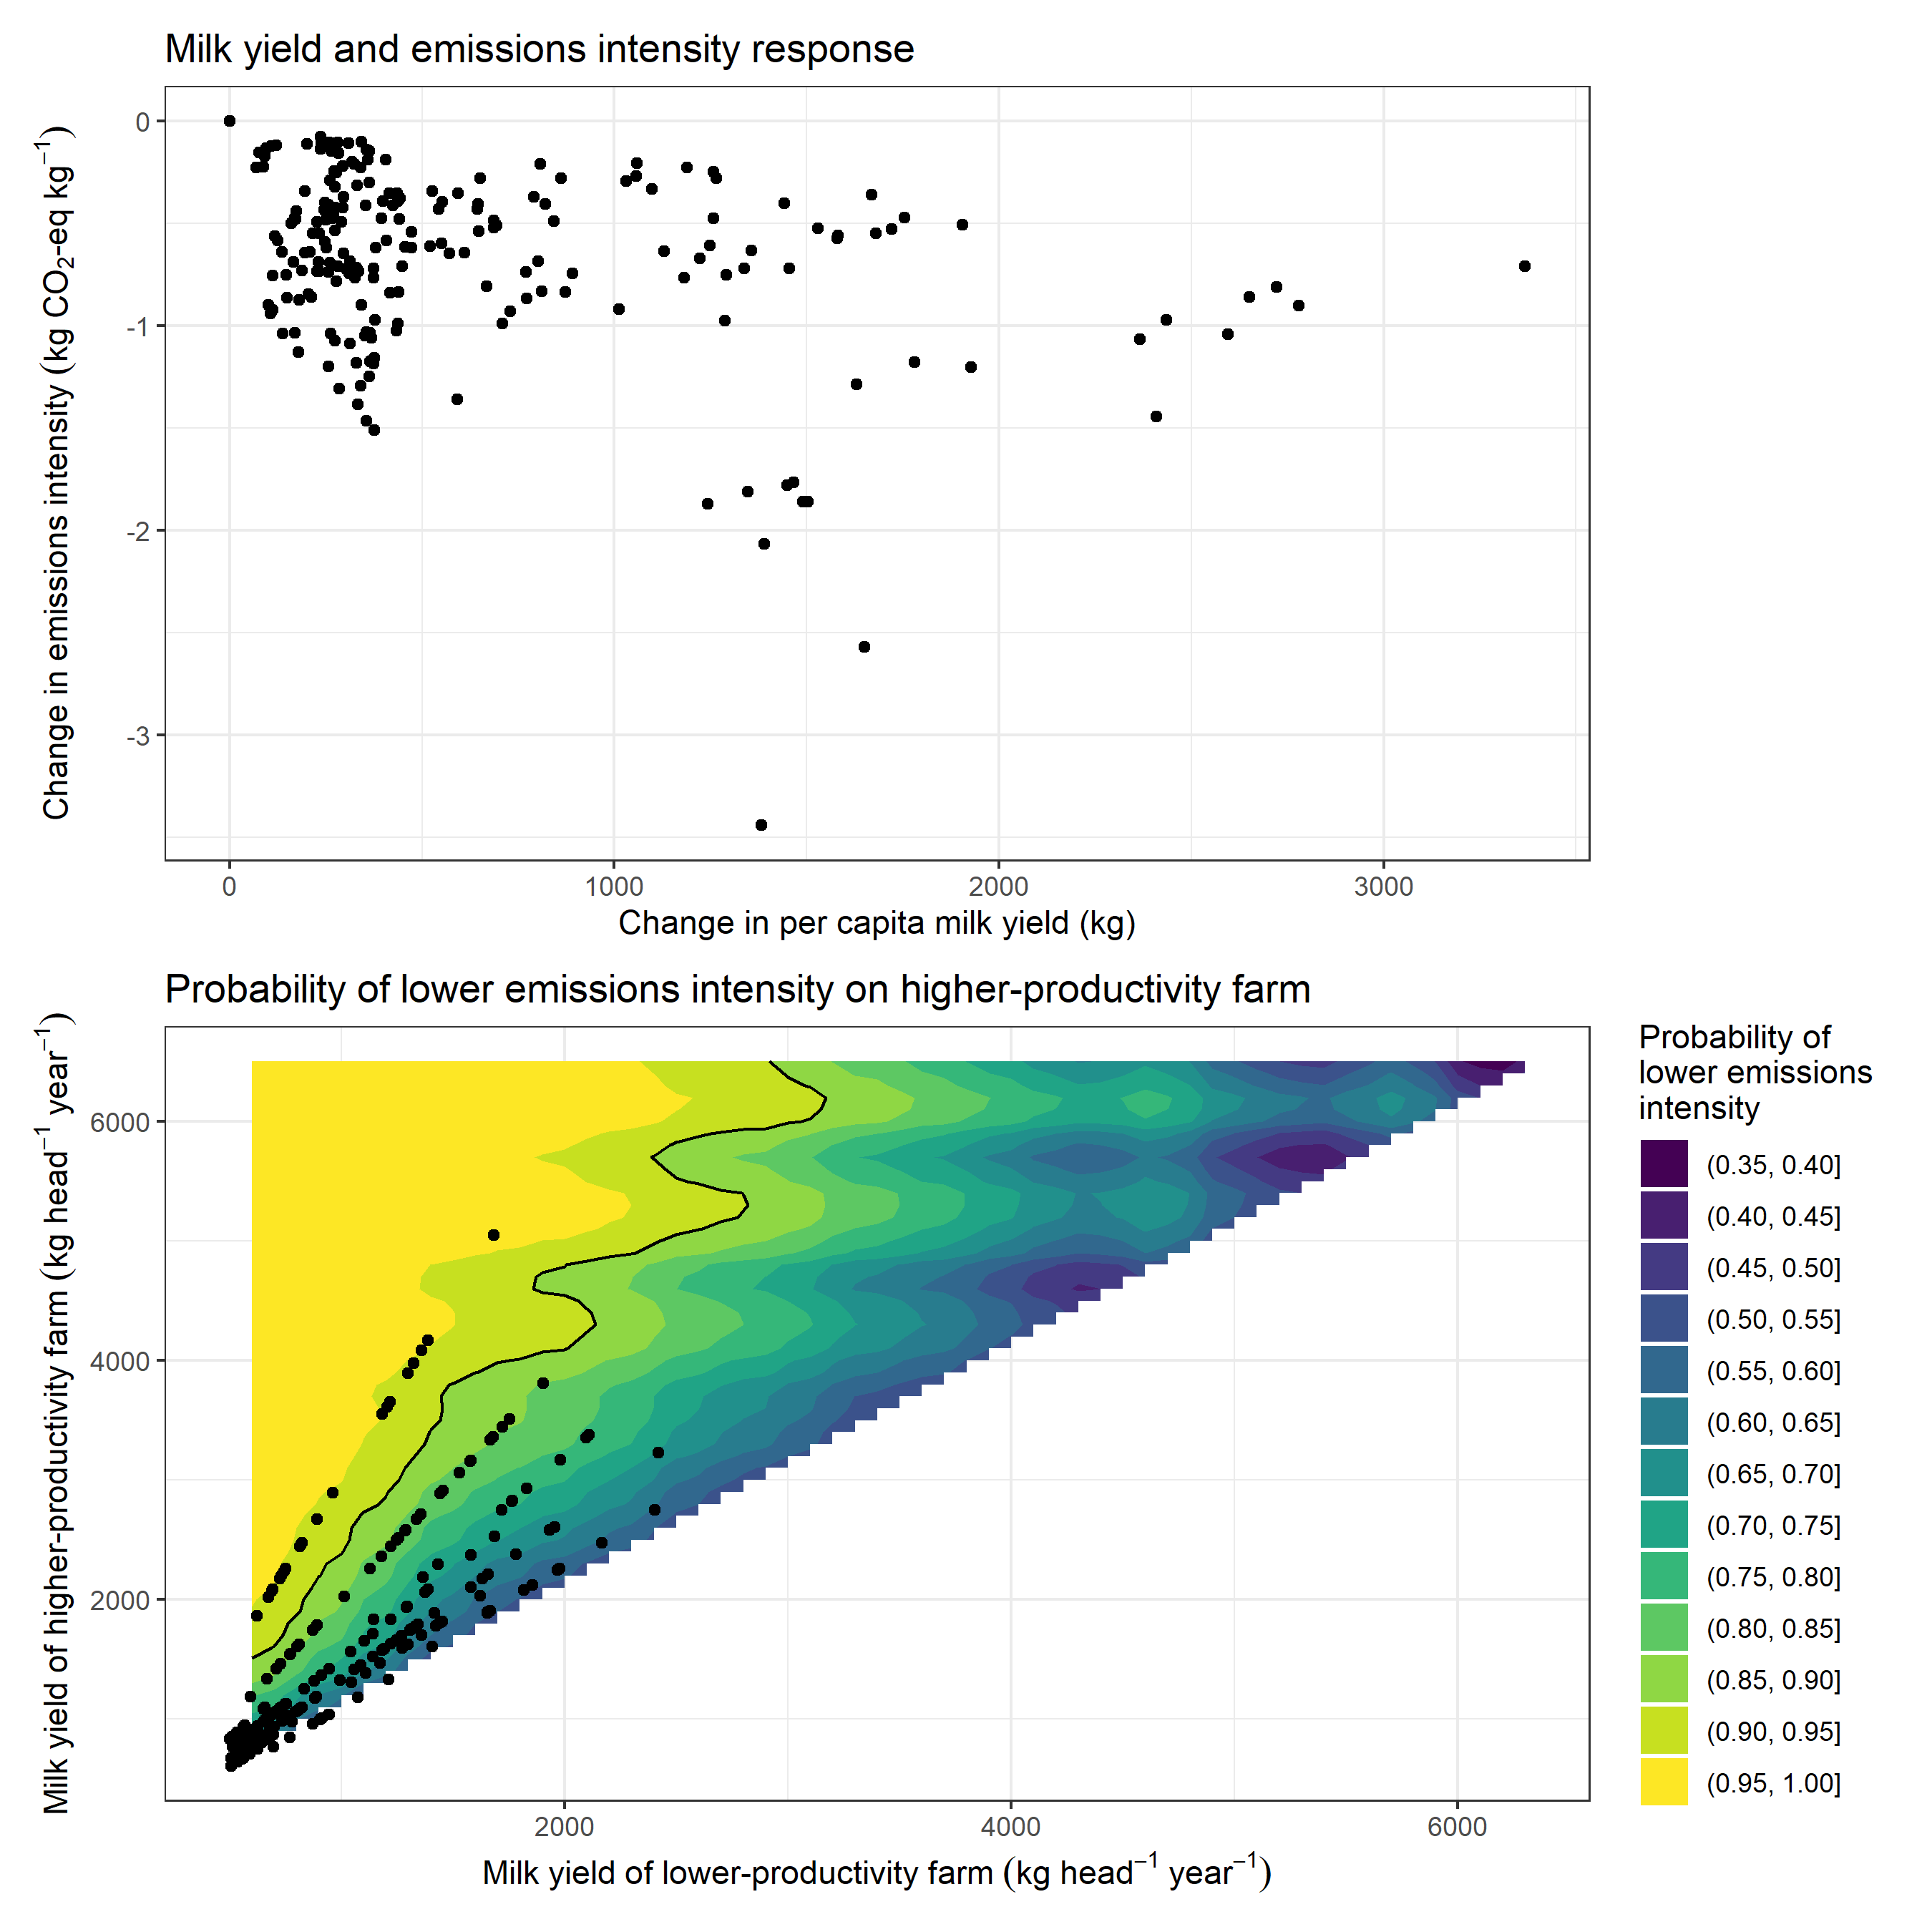 Milk yield and emissions intensity response
Change in emissions intensity (kg CO₂-eq kg⁻¹)
0
-1
-2
-3
0 1000 2000 3000
Change in per capita milk yield (kg)
Probability of lower emissions intensity on higher-productivity farm
Milk yield of higher-productivity farm (kg head⁻¹ year⁻¹)
6000
4000
2000
2000 4000 6000
Milk yield of lower-productivity farm (kg head⁻¹ year⁻¹)
Probability of
lower emissions
intensity
(0.35, 0.40]
(0.40, 0.45]
(0.45, 0.50]
(0.50, 0.55]
(0.55, 0.60]
(0.60, 0.65]
(0.65, 0.70]
(0.70, 0.75]
(0.75, 0.80]
(0.80, 0.85]
(0.85, 0.90]
(0.90, 0.95]
(0.95, 1.00]